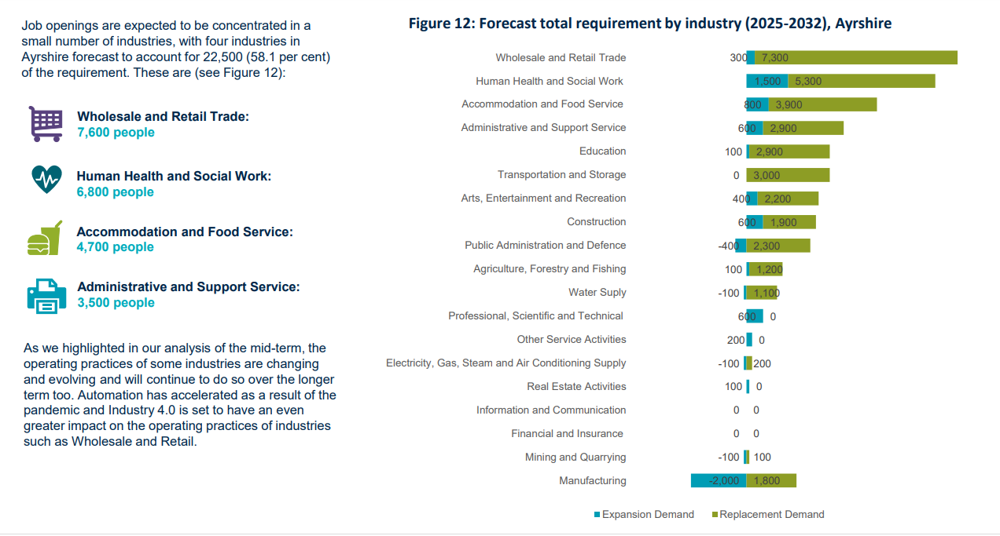 Job openings are expected to be concentrated in a
small number of industries, with four industries in
Ayrshire forecast to account for 22,500 (58.1 per cent)
of the requirement. These are (see Figure 12):
Wholesale and Retail Trade:
7,600 people
Human Health and Social Work:
6,800 people
Accommodation and Food Service:
4,700 people
Administrative and Support Service:
3,500 people
As we highlighted in our analysis of the mid-term, the
operating practices of some industries are changing
and evolving and will continue to do so over the longer
term too. Automation has accelerated as a result of the
pandemic and Industry 4.0 is set to have an even
greater impact on the operating practices of industries
such as Wholesale and Retail.
Figure 12: Forecast total requirement by industry (2025-2032), Ayrshire
Wholesale and Retail Trade 300 7,300
Human Health and Social Work 1,500 5,300
Accommodation and Food Service 800 3,900
Administrative and Support Service 600 2,900
Education 100 2,900
Transportation and Storage 0 3,000
Arts, Entertainment and Recreation 400 2,200
Construction 600 1,900
Public Administration and Defence -400 2,300
Agriculture, Forestry and Fishing 100 1,200
Water Suply -100 1,100
Professional, Scientific and Technical 600 0
Other Service Activities 200 0
Electricity, Gas, Steam and Air Conditioning Supply -100 200
Real Estate Activities 100 0
Information and Communication 0 0
Financial and Insurance 0 0
Mining and Quarrying -100 100
Manufacturing -2,000 1,800
Expansion Demand Replacement Demand